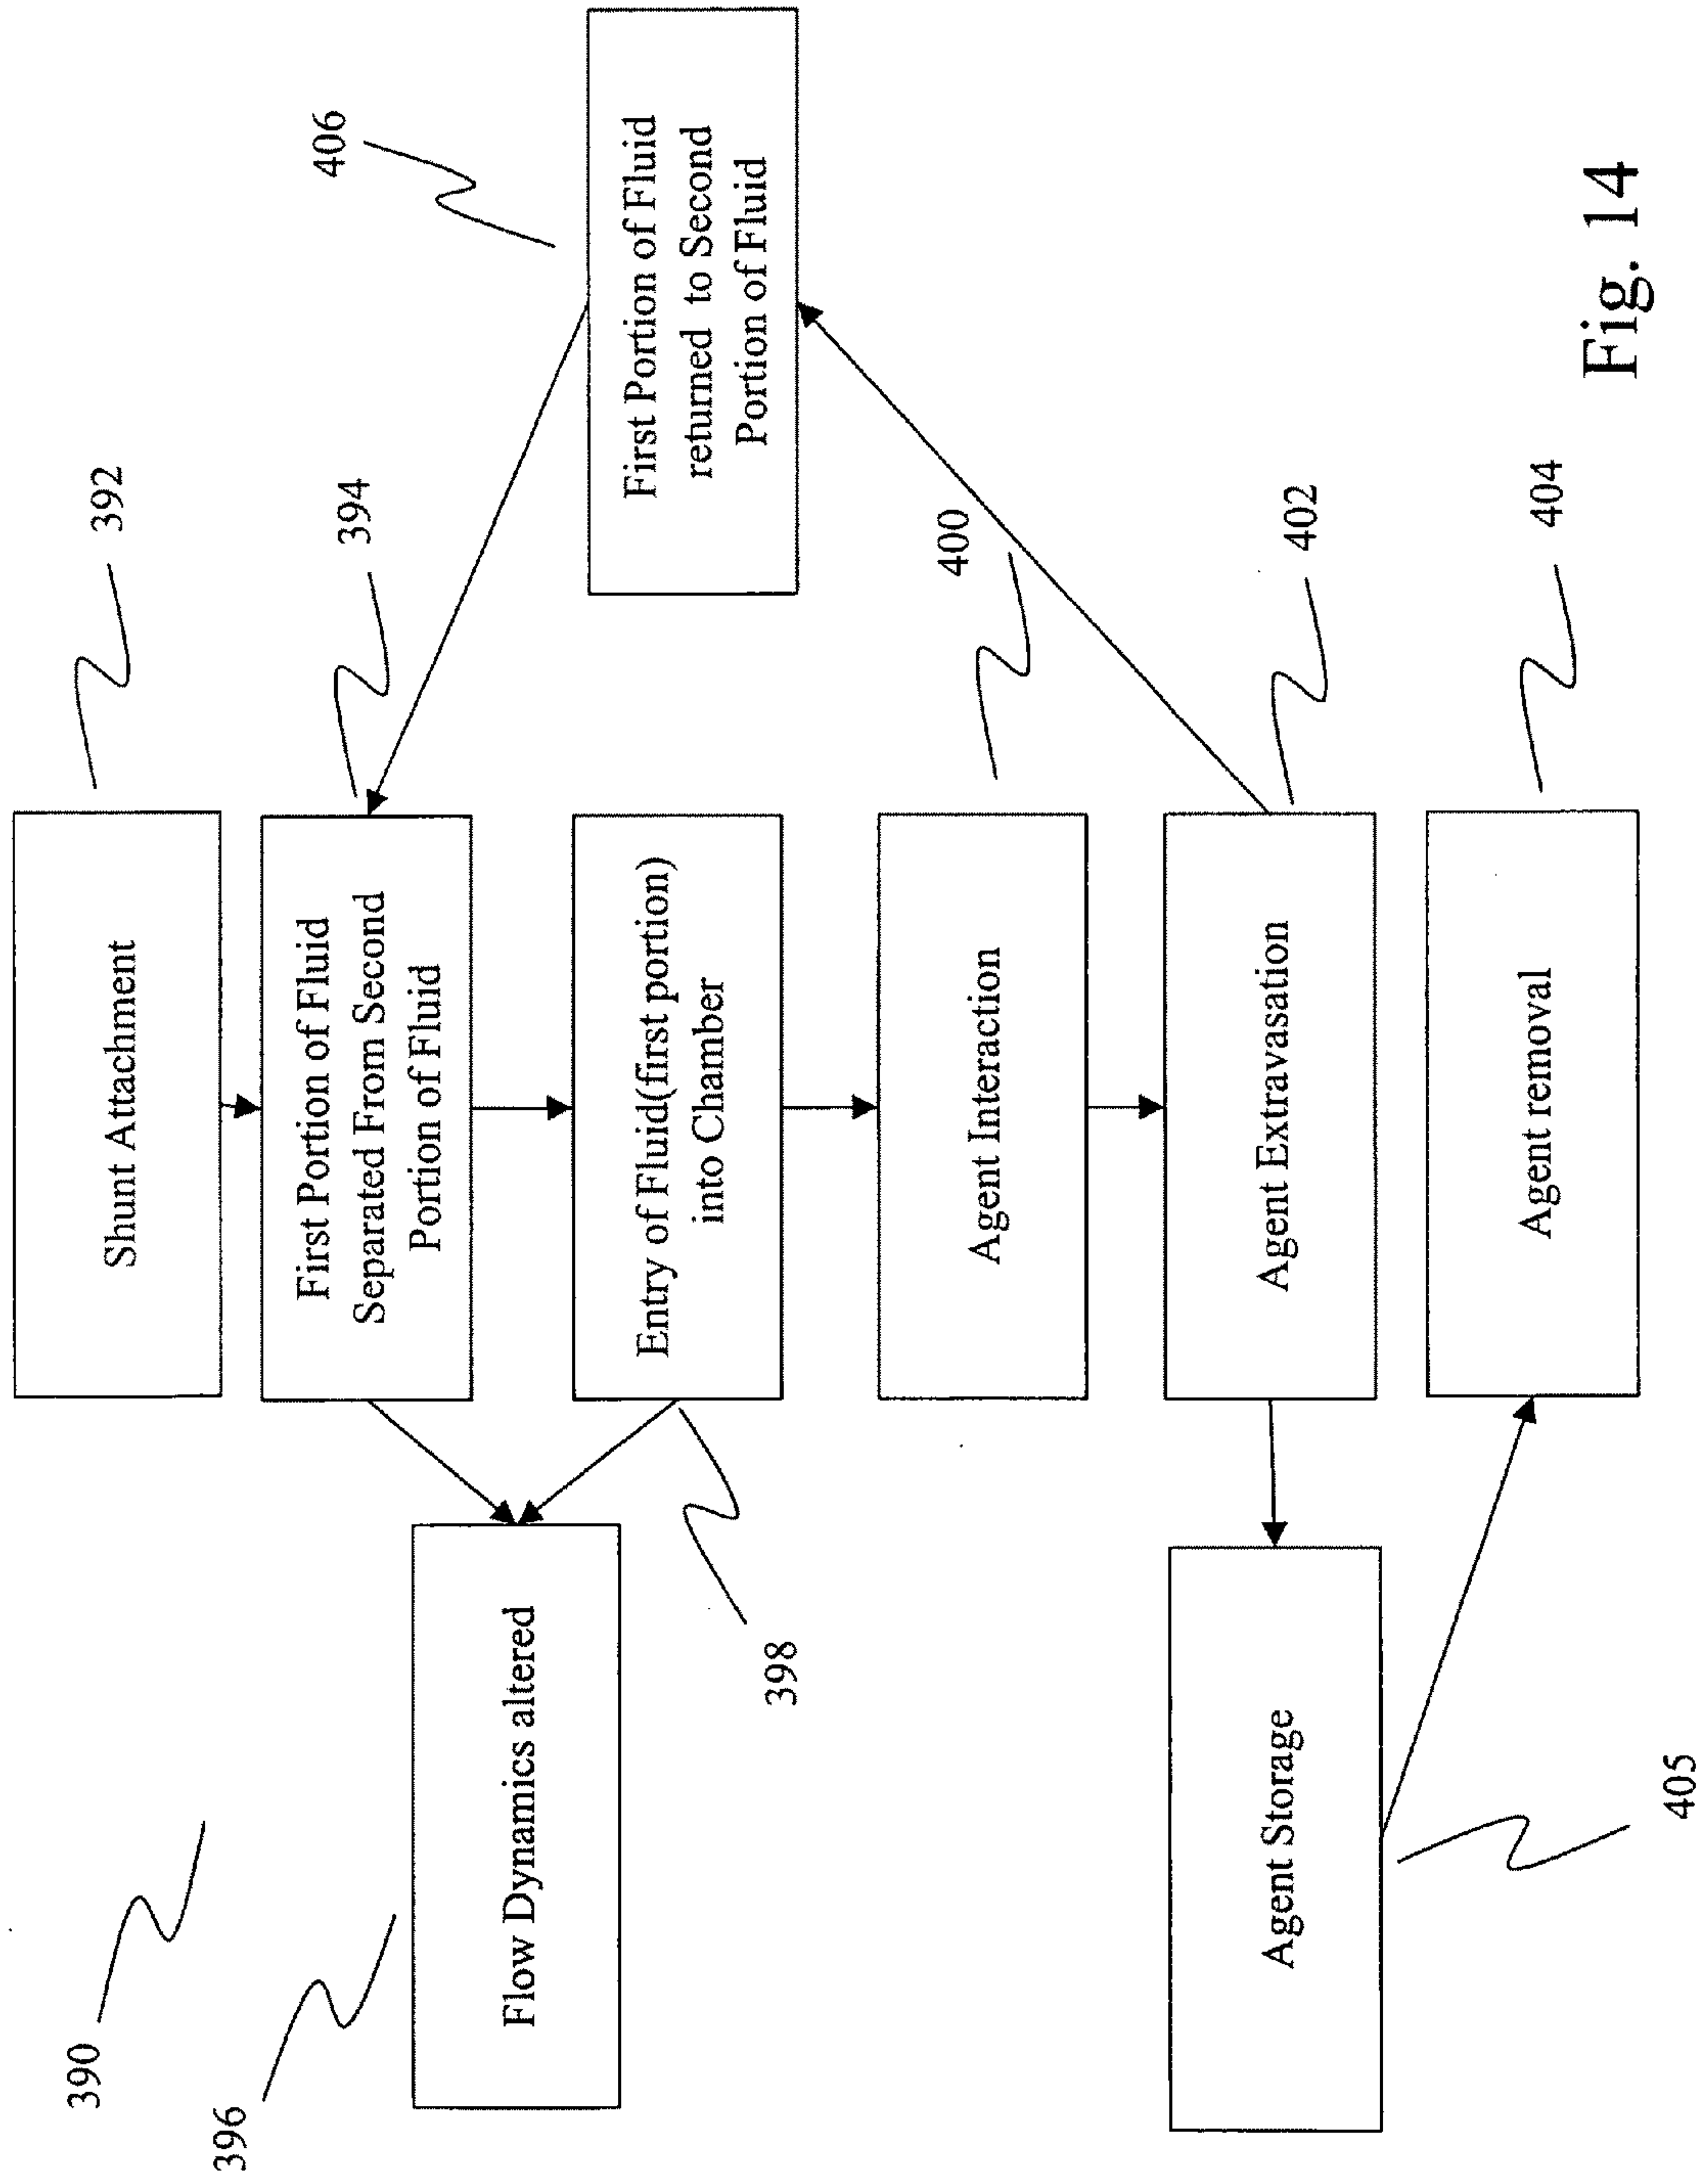 390
392
Shunt Attachment
394
First Portion of Fluid
Separated From Second
Portion of Fluid
396
Flow Dynamics altered
406
First Portion of Fluid
returned to Second
Portion of Fluid
Entry of Fluid(first portion)
into Chamber
398
400
Agent Interaction
402
Agent Extravasation
Agent Storage
405
404
Agent removal
Fig. 14